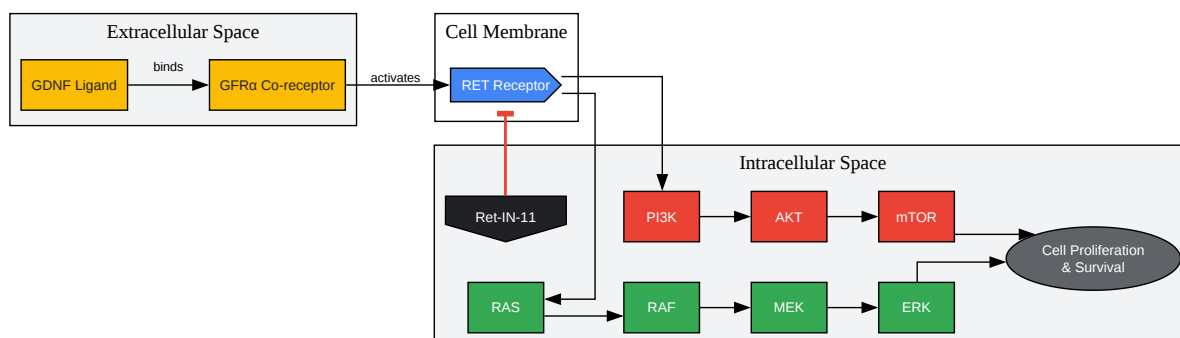 Extracellular Space
Cell Membrane
GDNF Ligand
binds
GFRα Co-receptor
activates
RET Receptor
Intracellular Space
Ret-IN-11
PI3K
AKT
mTOR
Cell Proliferation
& Survival
RAS
RAF
MEK
ERK